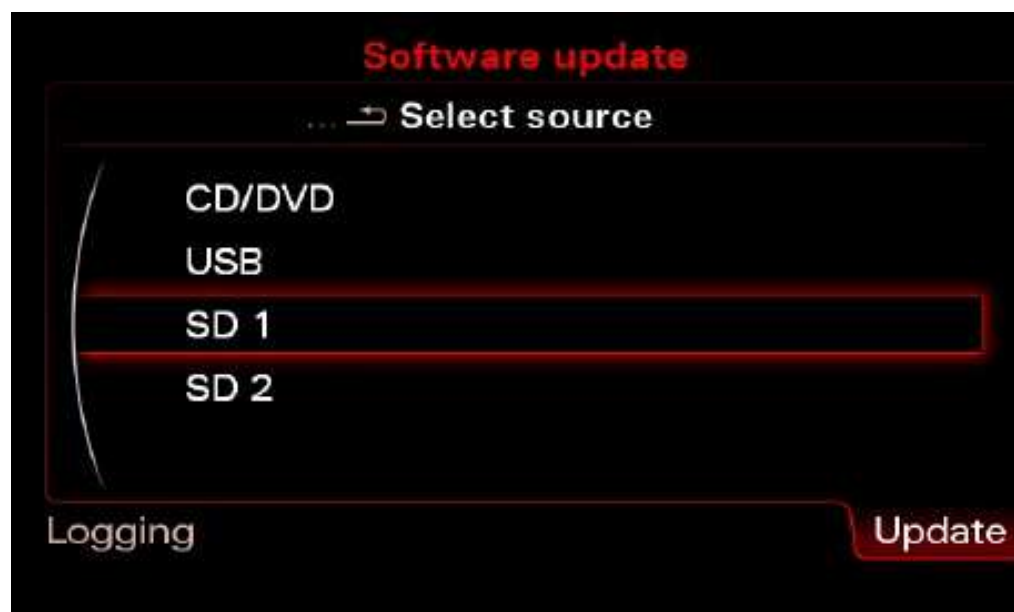 Software update
... Select source
CD/DVD
USB
SD 1
SD 2
Logging
Update